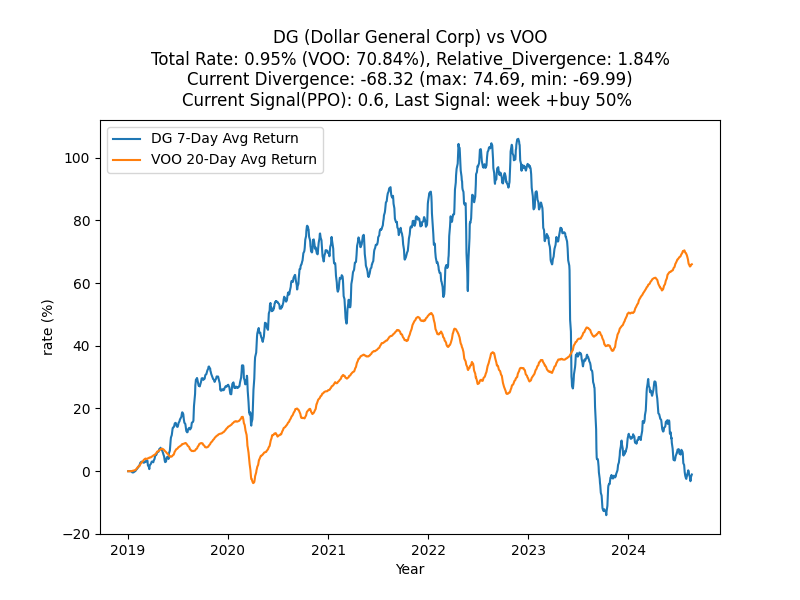 DG (Dollar General Corp) vs VOO
Total Rate: 0.95% (VOO: 70.84%), Relative_Divergence: 1.84%
Current Divergence: -68.32 (max: 74.69, min: -69.99)
Current Signal(PPO): 0.6, Last Signal: week +buy 50%
DG 7-Day Avg Return
VOO 20-Day Avg Return
rate (%)
100
80
60
40
20
0
−20
2019 2020 2021 2022 2023 2024
Year